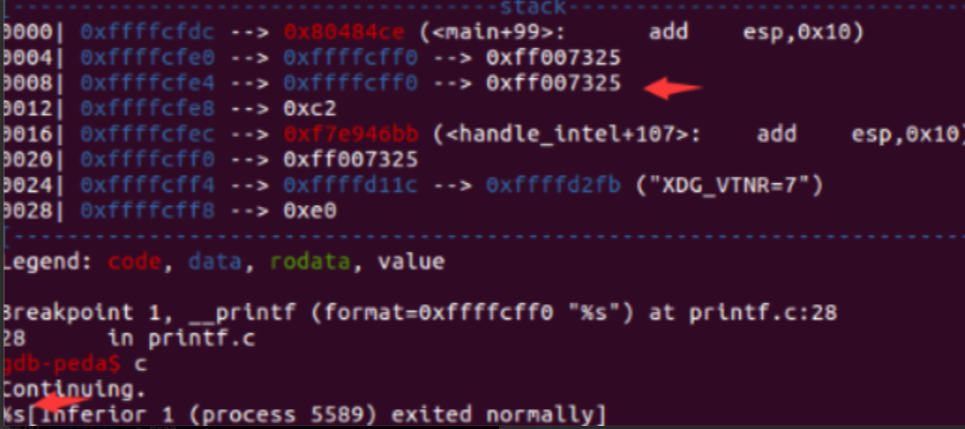 [------------------------------------stack-------------------------------------
0000| 0xffffcfdc --> 0x80484ce (<main+99>: add esp,0x10)
0004| 0xffffcfe0 --> 0xffffcff0 --> 0xff007325
0008| 0xffffcfe4 --> 0xffffcff0 --> 0xff007325
0012| 0xffffcfe8 --> 0xc2
0016| 0xffffcfec --> 0xf7e946bb (<handle_intel+107>: add esp,0x10)
0020| 0xffffcff0 --> 0xff007325
0024| 0xffffcff4 --> 0xffffd11c --> 0xffffd2fb ("XDG_VTNR=7")
0028| 0xffffcff8 --> 0xe0
[------------------------------------------------------------------------------
Legend: code, data, rodata, value
Breakpoint 1, __printf (format=0xffffcff0 "%s") at printf.c:28
28 in printf.c
gdb-peda$ c
Continuing.
%s[Inferior 1 (process 5589) exited normally]